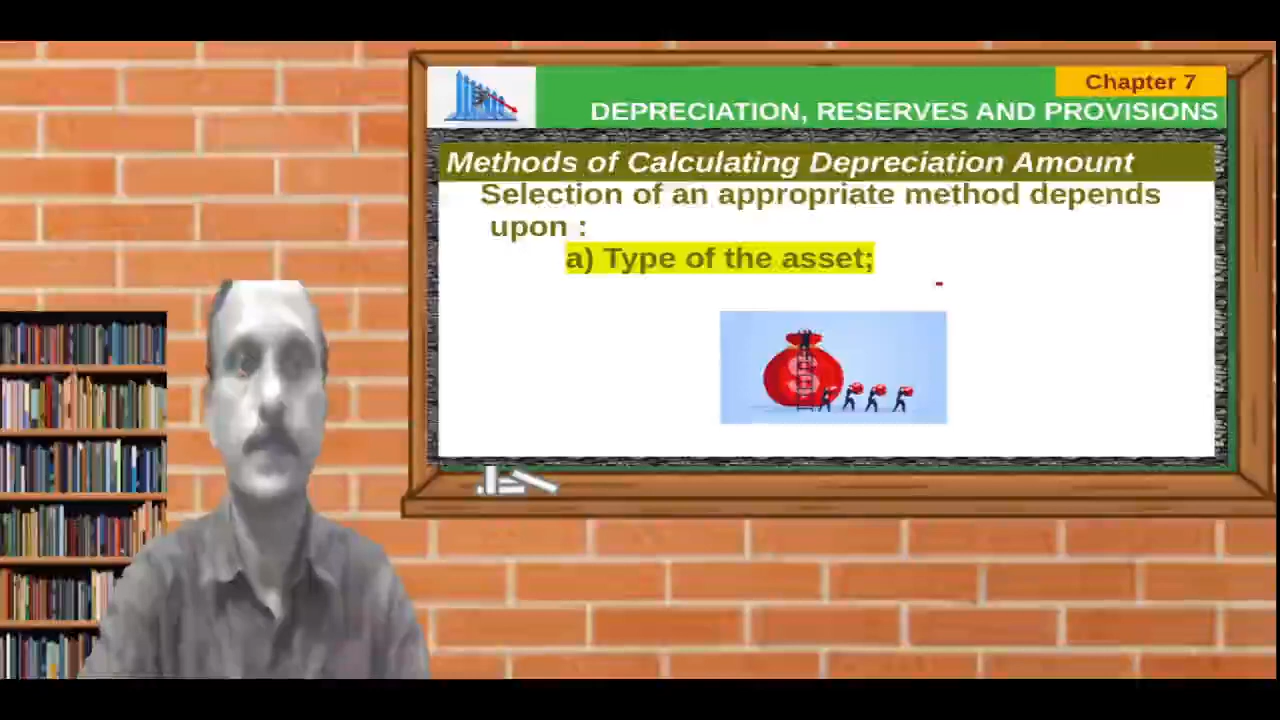 Chapter 7
DEPRECIATION, RESERVES AND PROVISIONS
Methods of Calculating Depreciation Amount
Selection of an appropriate method depends
upon :
a) Type of the asset;